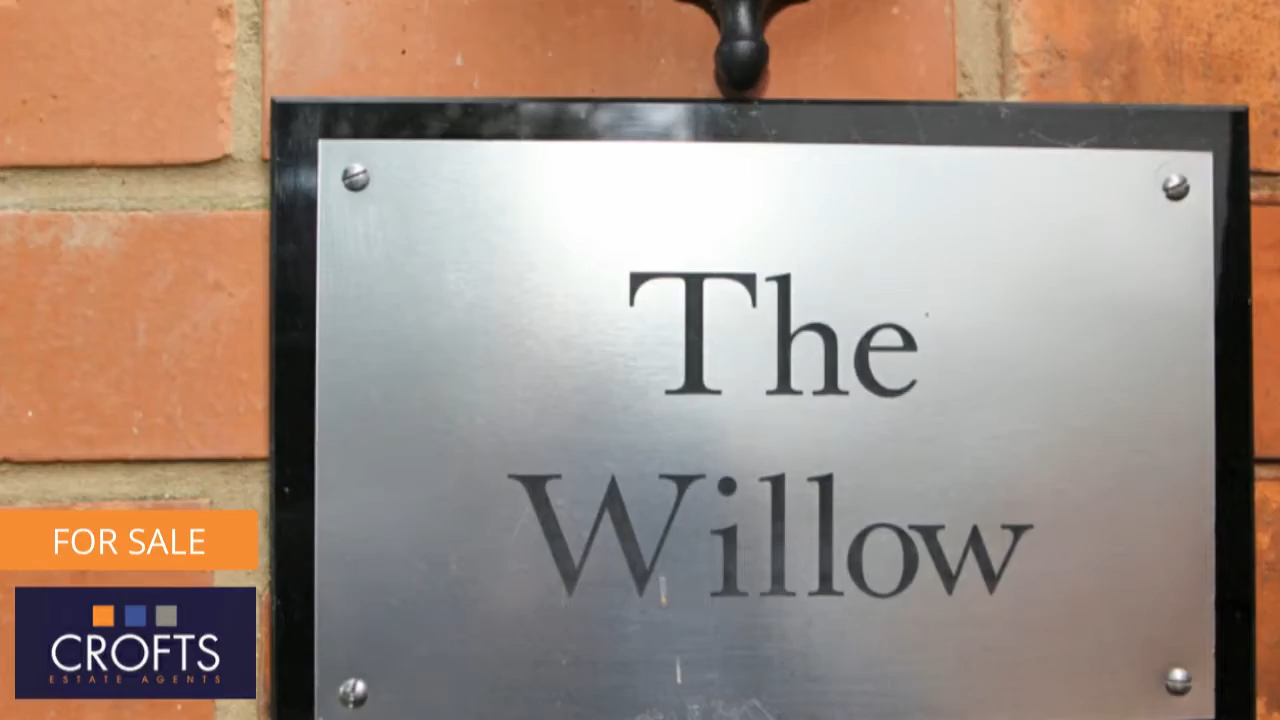 The
Willow
FOR SALE
CROFTS
ESTATE AGENTS